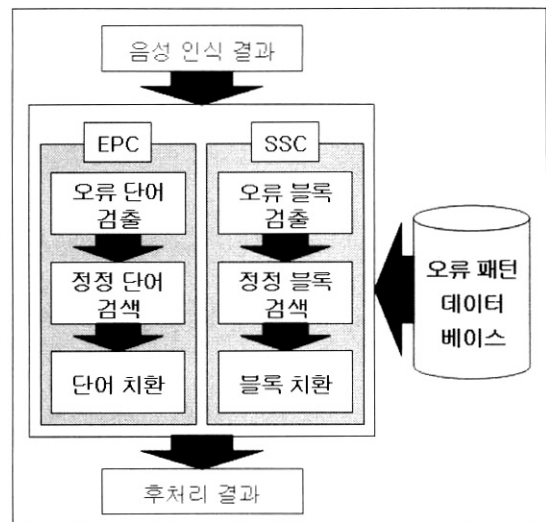 음성 인식 결과
EPC
SSC
오류 단어
검출
오류 블록
검출
정정 단어
검색
정정 블록
검색
단어 치환
블록 치환
오류 패턴
데이터
베이스
후처리 결과